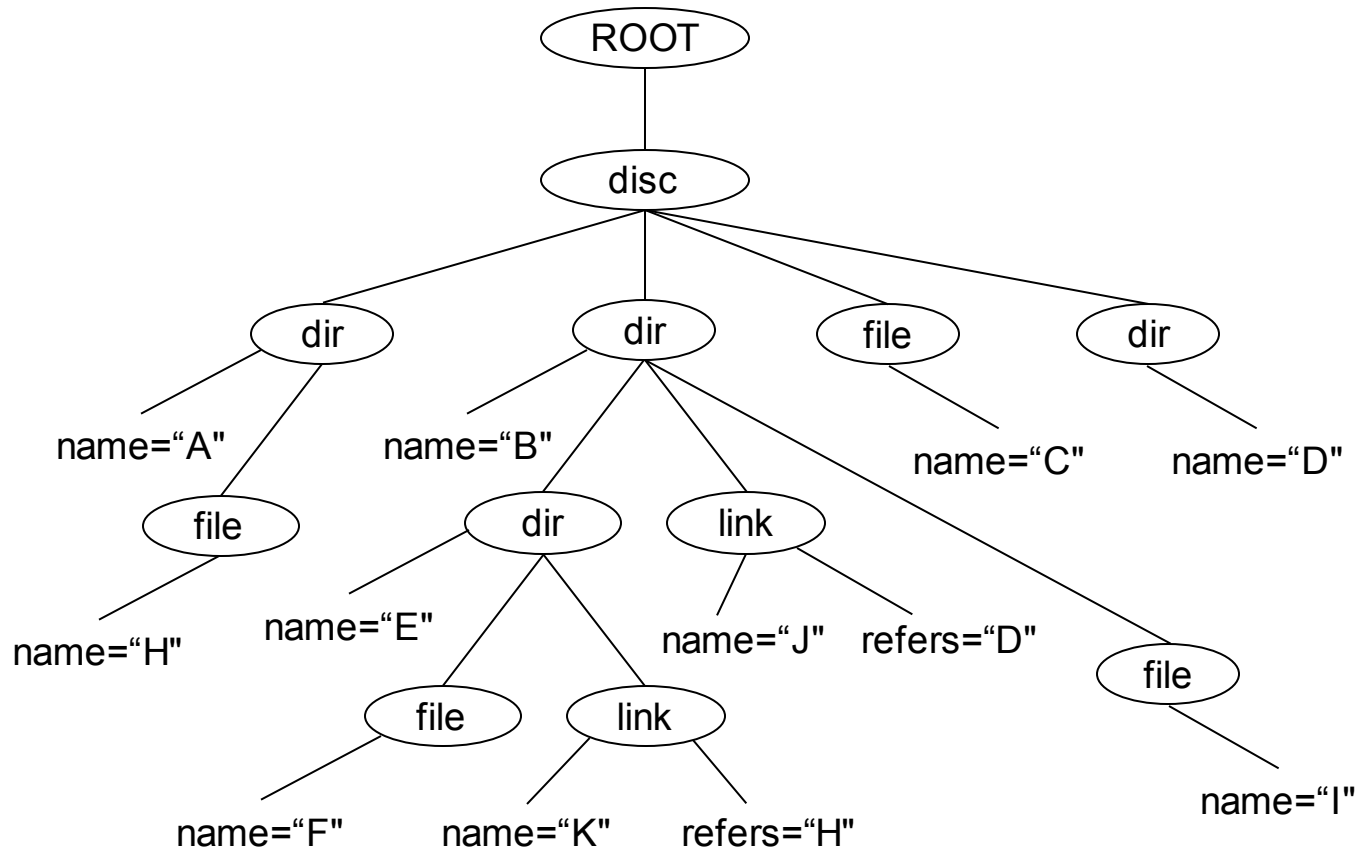 ROOT
disc
dir
dir
file
dir
name=“A"
name=“B"
name=“C"
name=“D"
file
dir
link
name=“H"
name=“E"
name=“J"
refers=“D"
file
file
link
name=“I"
name=“F"
name=“K"
refers=“H"